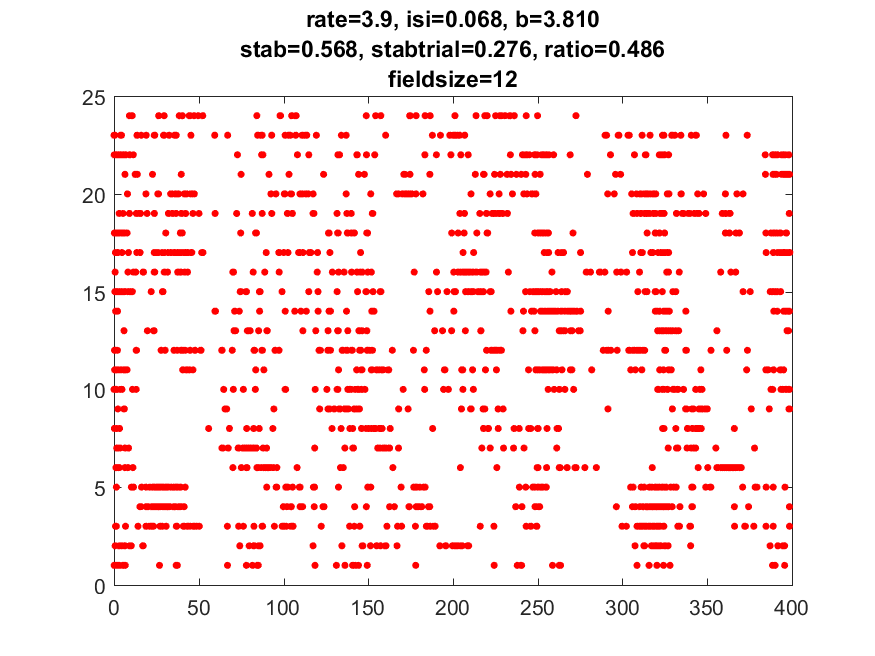 rate=3.9, isi=0.068, b=3.810
stab=0.568, stabtrial=0.276, ratio=0.486
fieldsize=12
25
20
15
10
5
0
0 50 100 150 200 250 300 350 400